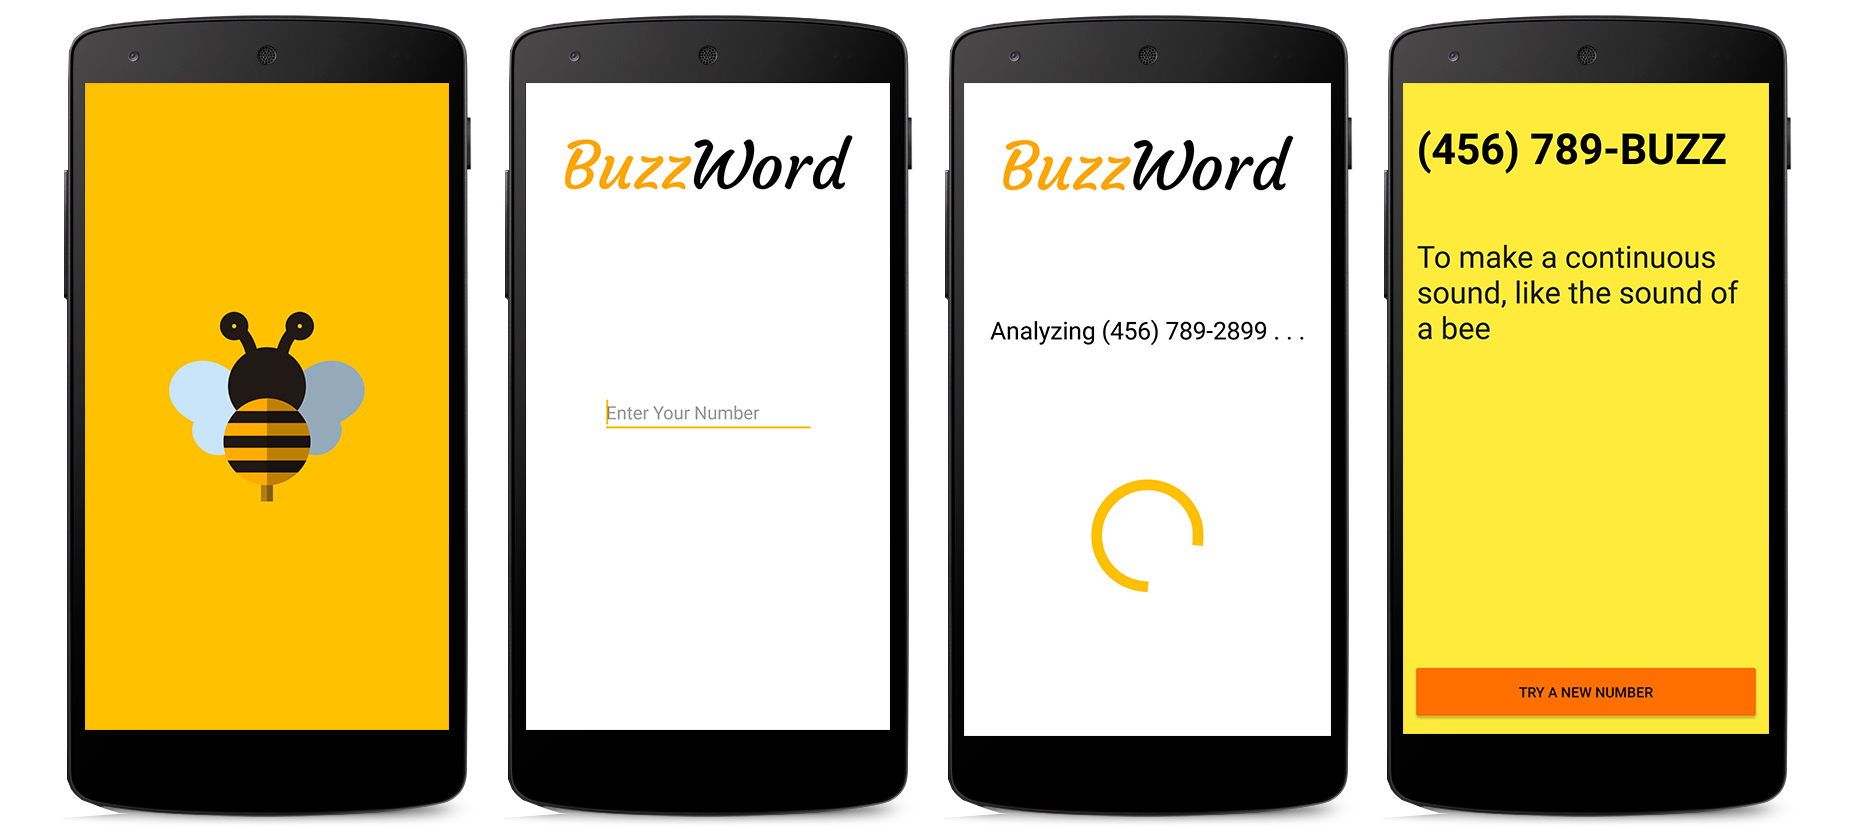 BuzzWord
Enter Your Number
BuzzWord
Analyzing (456) 789-2899 . . .
(456) 789-BUZZ
To make a continuous
sound, like the sound of
a bee
TRY A NEW NUMBER